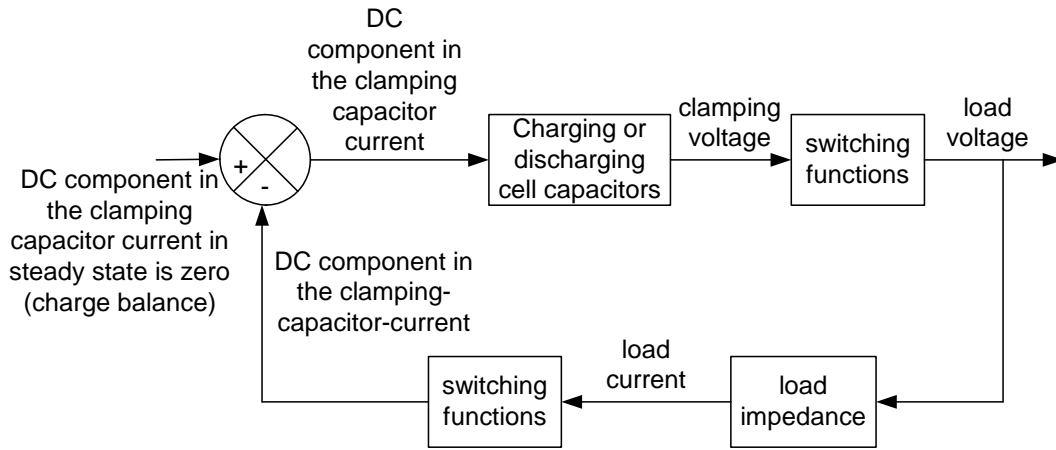 DC
component in
the clamping
capacitor
current
+
-
DC component in
the clamping
capacitor current in
steady state is zero
(charge balance)
Charging or
discharging
cell capacitors
clamping
voltage
switching
functions
load
voltage
DC component in
the clamping-
capacitor-current
switching
functions
load
current
load
impedance